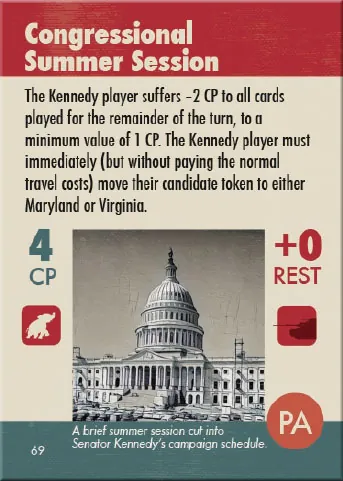 Congressional
Summer Session
The Kennedy player suffers –2 CP to all cards
played for the remainder of the turn, to a
minimum value of 1 CP. The Kennedy player must
immediately (but without paying the normal
travel costs) move their candidate token to either
Maryland or Virginia.
4
CP
+0
REST
PA
A brief summer session cut into
Senator Kennedy's campaign schedule.
69